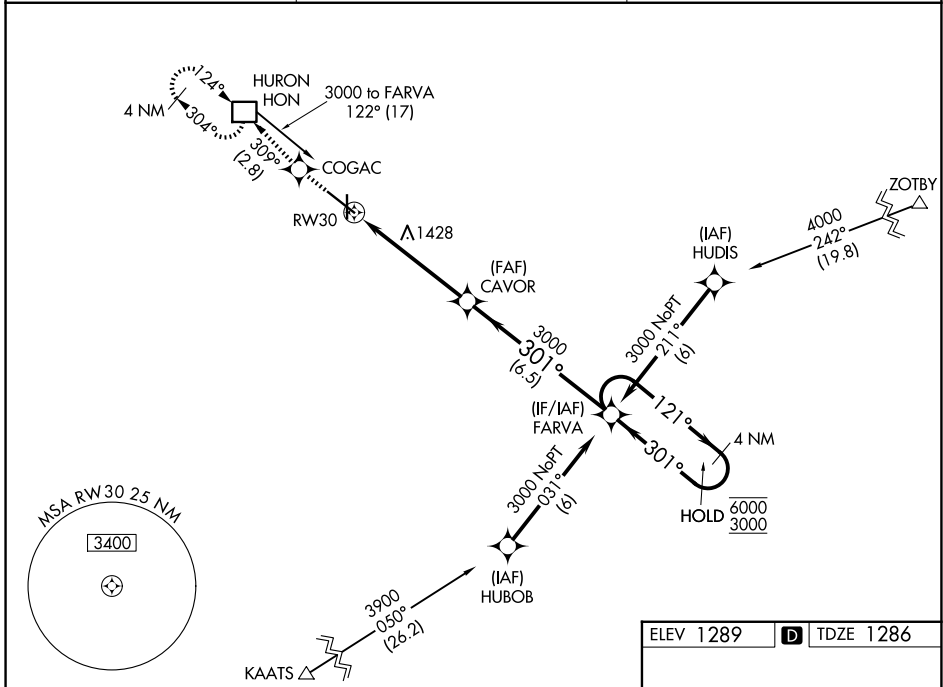 HURON
HON
124°
4 NM
304°
3000 to FARVA
122° (17)
309°
(2.8)
COGAC
RW30
1428
ZOTBY
4000
242°
(19.8)
(IAF)
HUDIS
(FAF)
CAVOR
3000 NoPT
211°
(6)
3000
301°
(6.5)
(IF/IAF)
FARVA
121°
301°
4 NM
HOLD
6000
3000
3000 NoPT
031°
(6)
(IAF)
HUBOB
MSA RW30 25 NM
3400
3900
050°
(26.2)
KAATS
ELEV 1289 D TDZE 1286